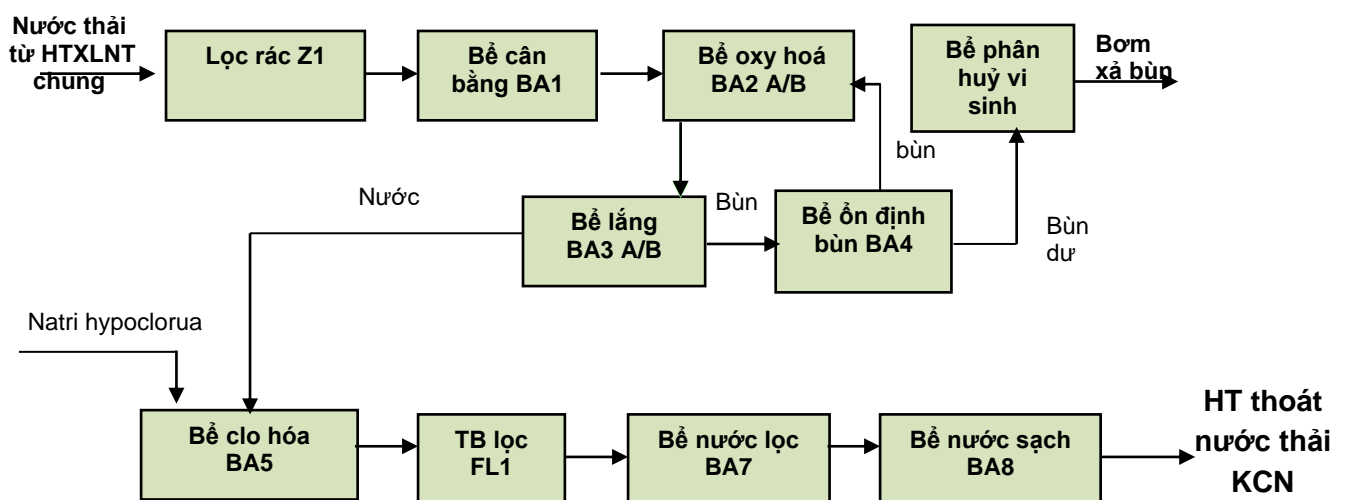 Nước thải
từ HTXLNT
chung
Lọc rác Z1
Bể cân
bằng BA1
Bể oxy hoá
BA2 A/B
Bể phân
huỷ vi
sinh
Bơm
xả bùn
bùn
Nước
Bể lắng
BA3 A/B
Bùn
Bể ổn định
bùn BA4
Bùn
dư
Natri hypoclorua
Bể clo hóa
BA5
TB lọc
FL1
Bể nước lọc
BA7
Bể nước sạch
BA8
HT thoát
nước thải
KCN